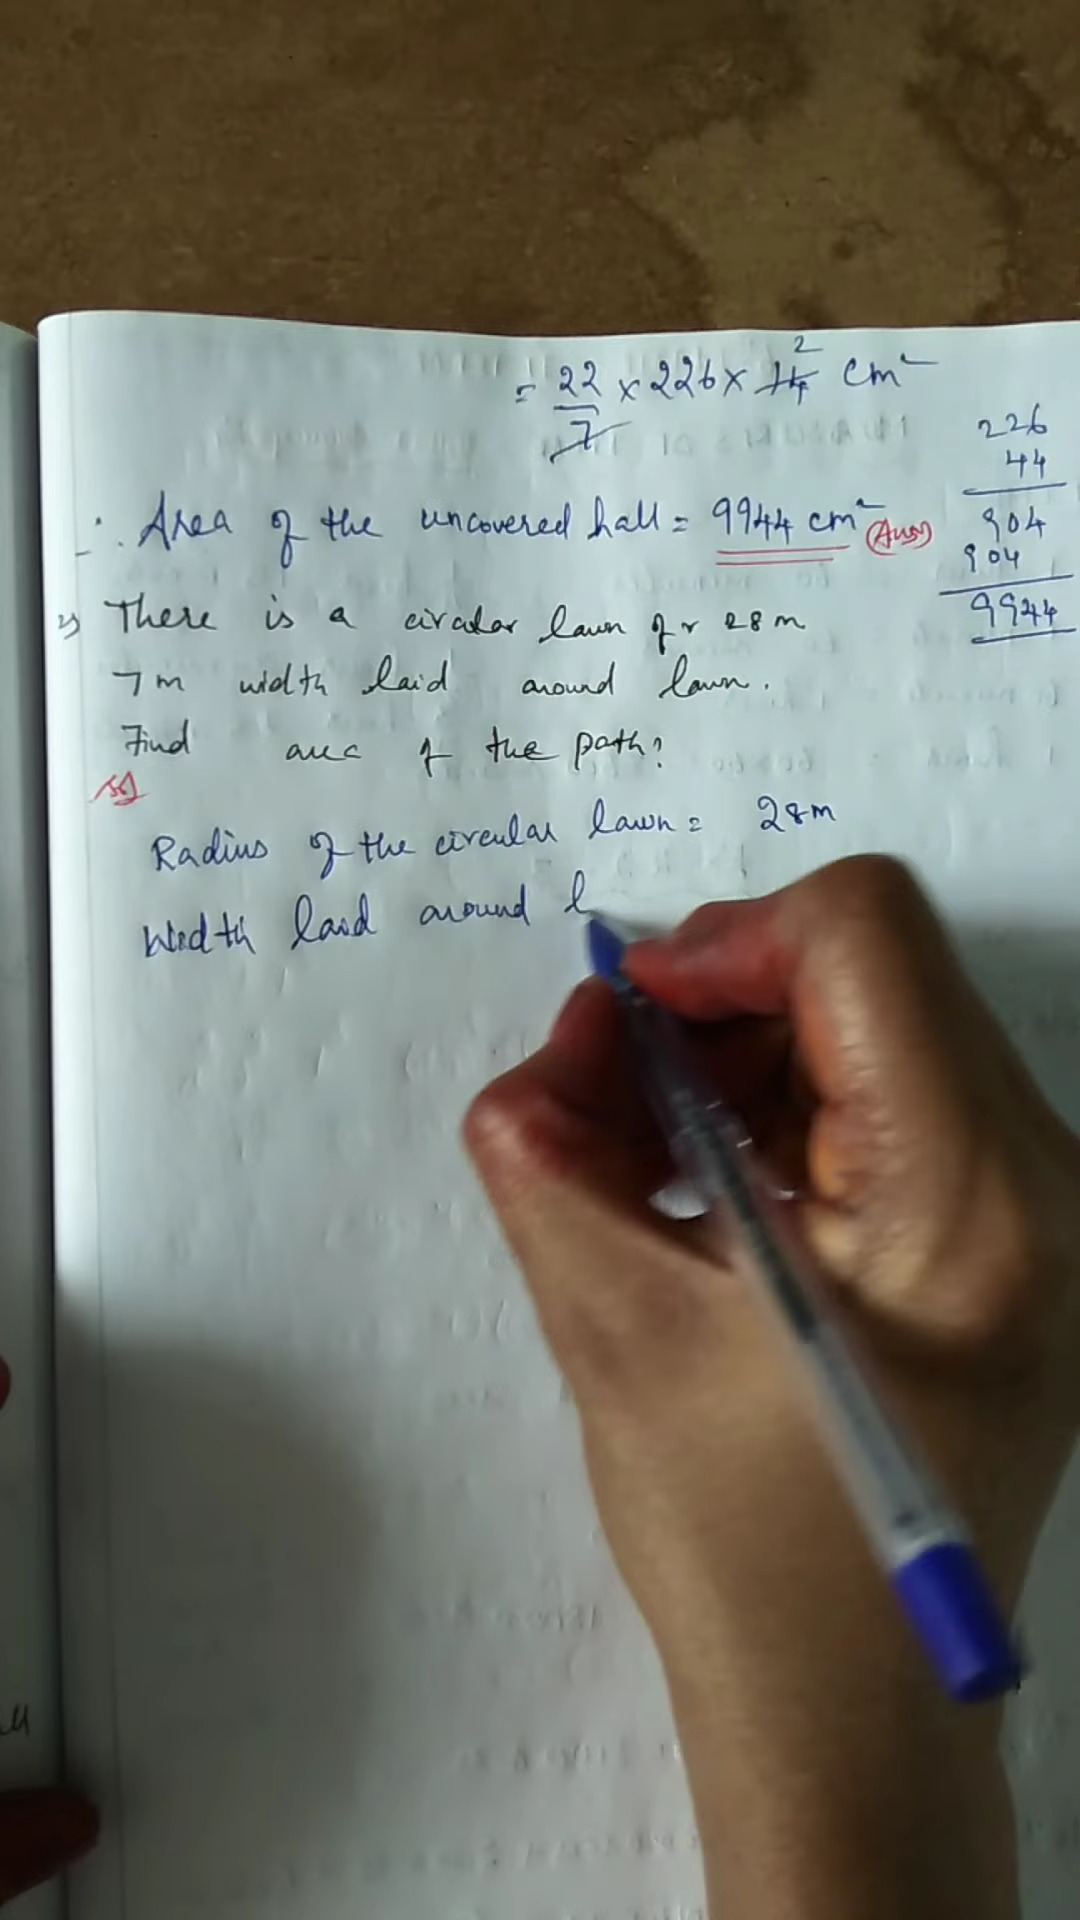 = 22/7 x 226 x 14 2 cm²
226
44
904
904
9944
∴ Area of the uncovered hall = 9944 cm² (Ans)
2) There is a circular lawn of r 28 m
7 m width laid around lawn.
Find area of the path?
Sol
Radius of the circular lawn = 28m
Width laid around l